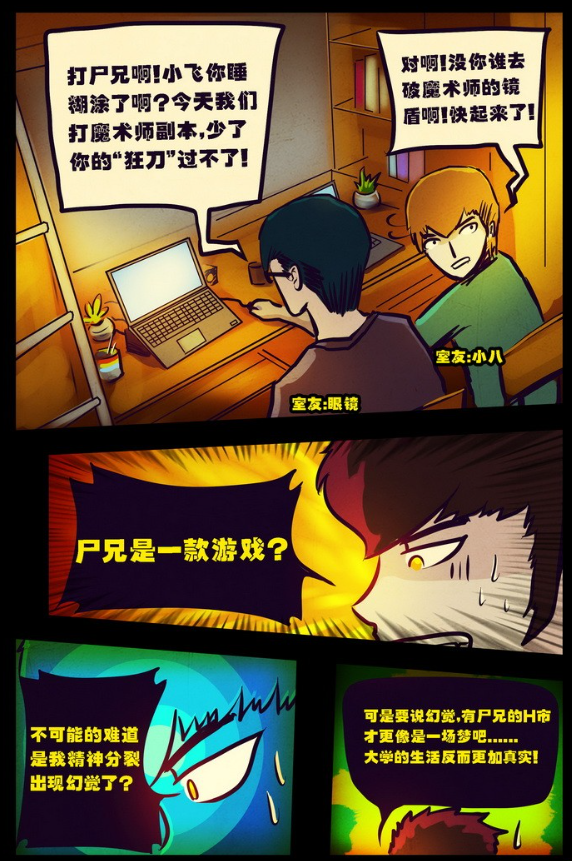 打尸兄啊!小飞你睡
糊涂了啊?今天我们
打魔术师副本,少了
你的“狂刀”过不了!
对啊!没你谁去
破魔术师的镜
盾啊!快起来了!
室友:小八
室友:眼镜
尸兄是一款游戏?
不可能的难道
是我精神分裂
出现幻觉了?
可是要说幻觉,有尸兄的H市
才更像是一场梦吧……
大学的生活反而更加真实!